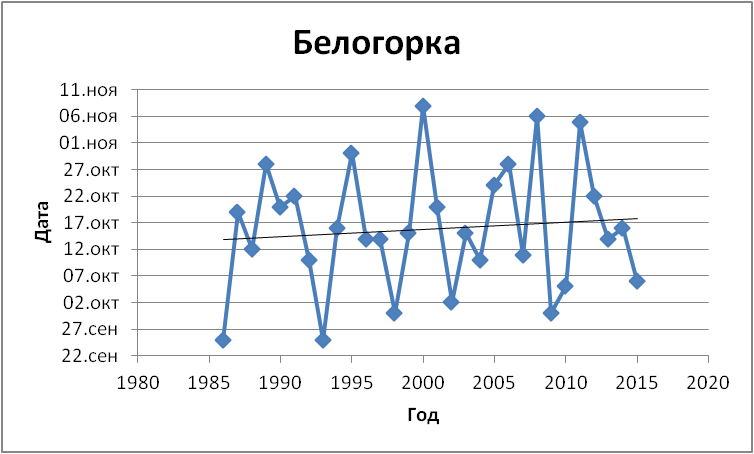 Белогорка
11.ноя
06.ноя
01.ноя
27.окт
22.окт
17.окт
12.окт
07.окт
02.окт
27.сен
22.сен
Дата
1980 1985 1990 1995 2000 2005 2010 2015 2020
Год